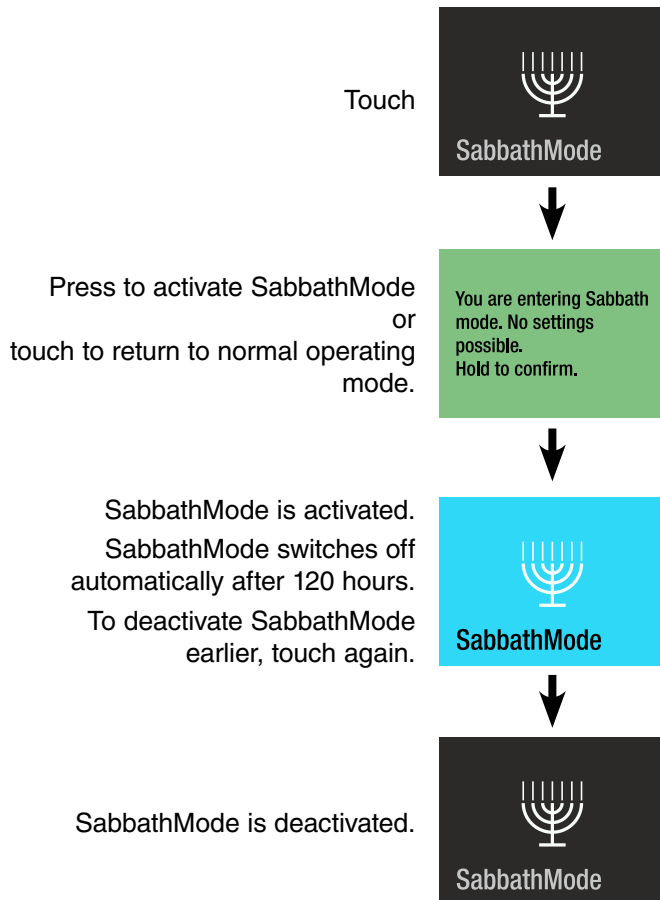 Touch
SabbathMode
Press to activate SabbathMode
or
touch to return to normal operating
mode.
You are entering Sabbath
mode. No settings
possible.
Hold to confirm.
SabbathMode is activated.
SabbathMode switches off
automatically after 120 hours.
To deactivate SabbathMode
earlier, touch again.
SabbathMode
SabbathMode is deactivated.
SabbathMode